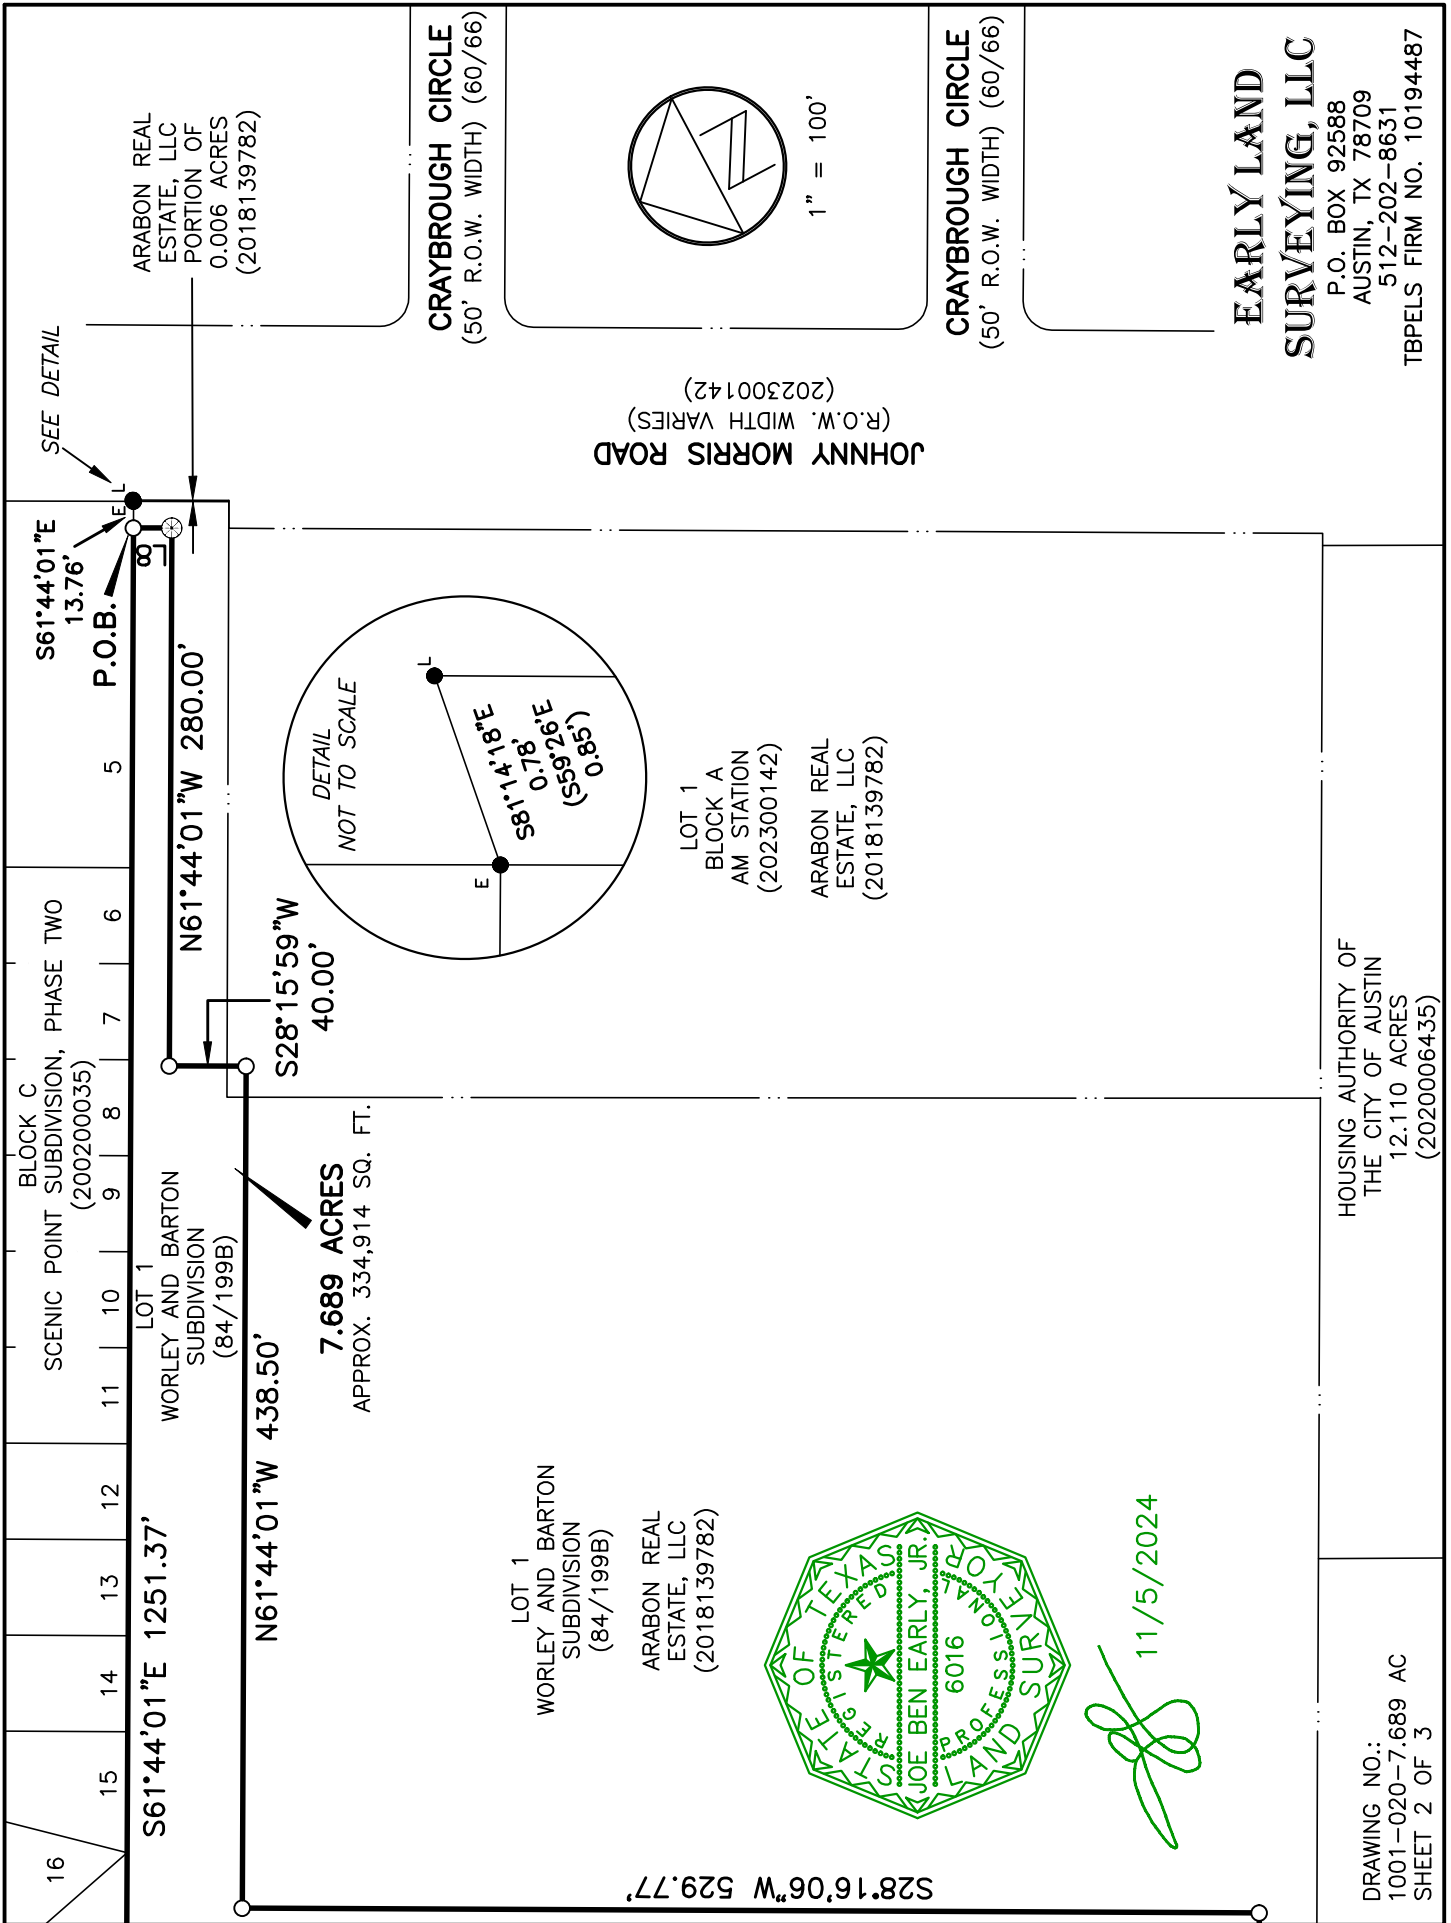 BLOCK C
SCENIC POINT SUBDIVISION, PHASE TWO
(200200035)
16
15
14
13
12
11
10
9
8
7
6
5
S61°44'01"E 1251.37'
LOT 1
WORLEY AND BARTON
SUBDIVISION
(84/199B)
S61°44'01"E
13.76'
P.O.B.
SEE DETAIL
E
L
L8
ARABON REAL
ESTATE, LLC
PORTION OF
0.006 ACRES
(2018139782)
N61°44'01"W 280.00'
S28°15'59"W
40.00'
N61°44'01"W 438.50'
7.689 ACRES
APPROX. 334,914 SQ. FT.
DETAIL
NOT TO SCALE
E
L
S81°14'18"E
0.78'
(S59°26'E
0.85')
CRAYBROUGH CIRCLE
(50' R.O.W. WIDTH) (60/66)
N
1" = 100'
JOHNNY MORRIS ROAD
(R.O.W. WIDTH VARIES)
(202300142)
CRAYBROUGH CIRCLE
(50' R.O.W. WIDTH) (60/66)
LOT 1
BLOCK A
AM STATION
(202300142)
ARABON REAL
ESTATE, LLC
(2018139782)
LOT 1
WORLEY AND BARTON
SUBDIVISION
(84/199B)
ARABON REAL
ESTATE, LLC
(2018139782)
S28°16'06"W 529.77'
STATE OF TEXAS
REGISTERED
JOE BEN EARLY, JR.
6016
PROFESSIONAL
LAND SURVEYOR
11/5/2024
HOUSING AUTHORITY OF
THE CITY OF AUSTIN
12.110 ACRES
(2020006435)
EARLY LAND
SURVEYING, LLC
P.O. BOX 92588
AUSTIN, TX 78709
512-202-8631
TBPELS FIRM NO. 10194487
DRAWING NO.:
1001-020-7.689 AC
SHEET 2 OF 3